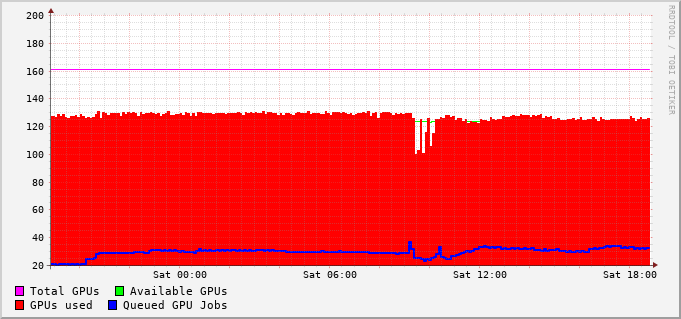 RRDTOOL / TOBI OETIKER
200
180
160
140
120
100
80
60
40
20
Sat 00:00 Sat 06:00 Sat 12:00 Sat 18:00
Total GPUs Available GPUs
GPUs used Queued GPU Jobs